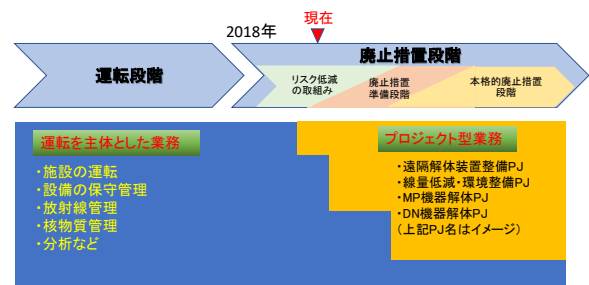 現在
2018年
運転段階
廃止措置段階
リスク低減
の取組み
廃止措置
準備段階
本格的廃止措置
段階
運転を主体とした業務
・施設の運転
・設備の保守管理
・放射線管理
・核物質管理
・分析など
プロジェクト型業務
・遠隔解体装置整備PJ
・線量低減・環境整備PJ
・MP機器解体PJ
・DN機器解体PJ
（上記PJ名はイメージ）